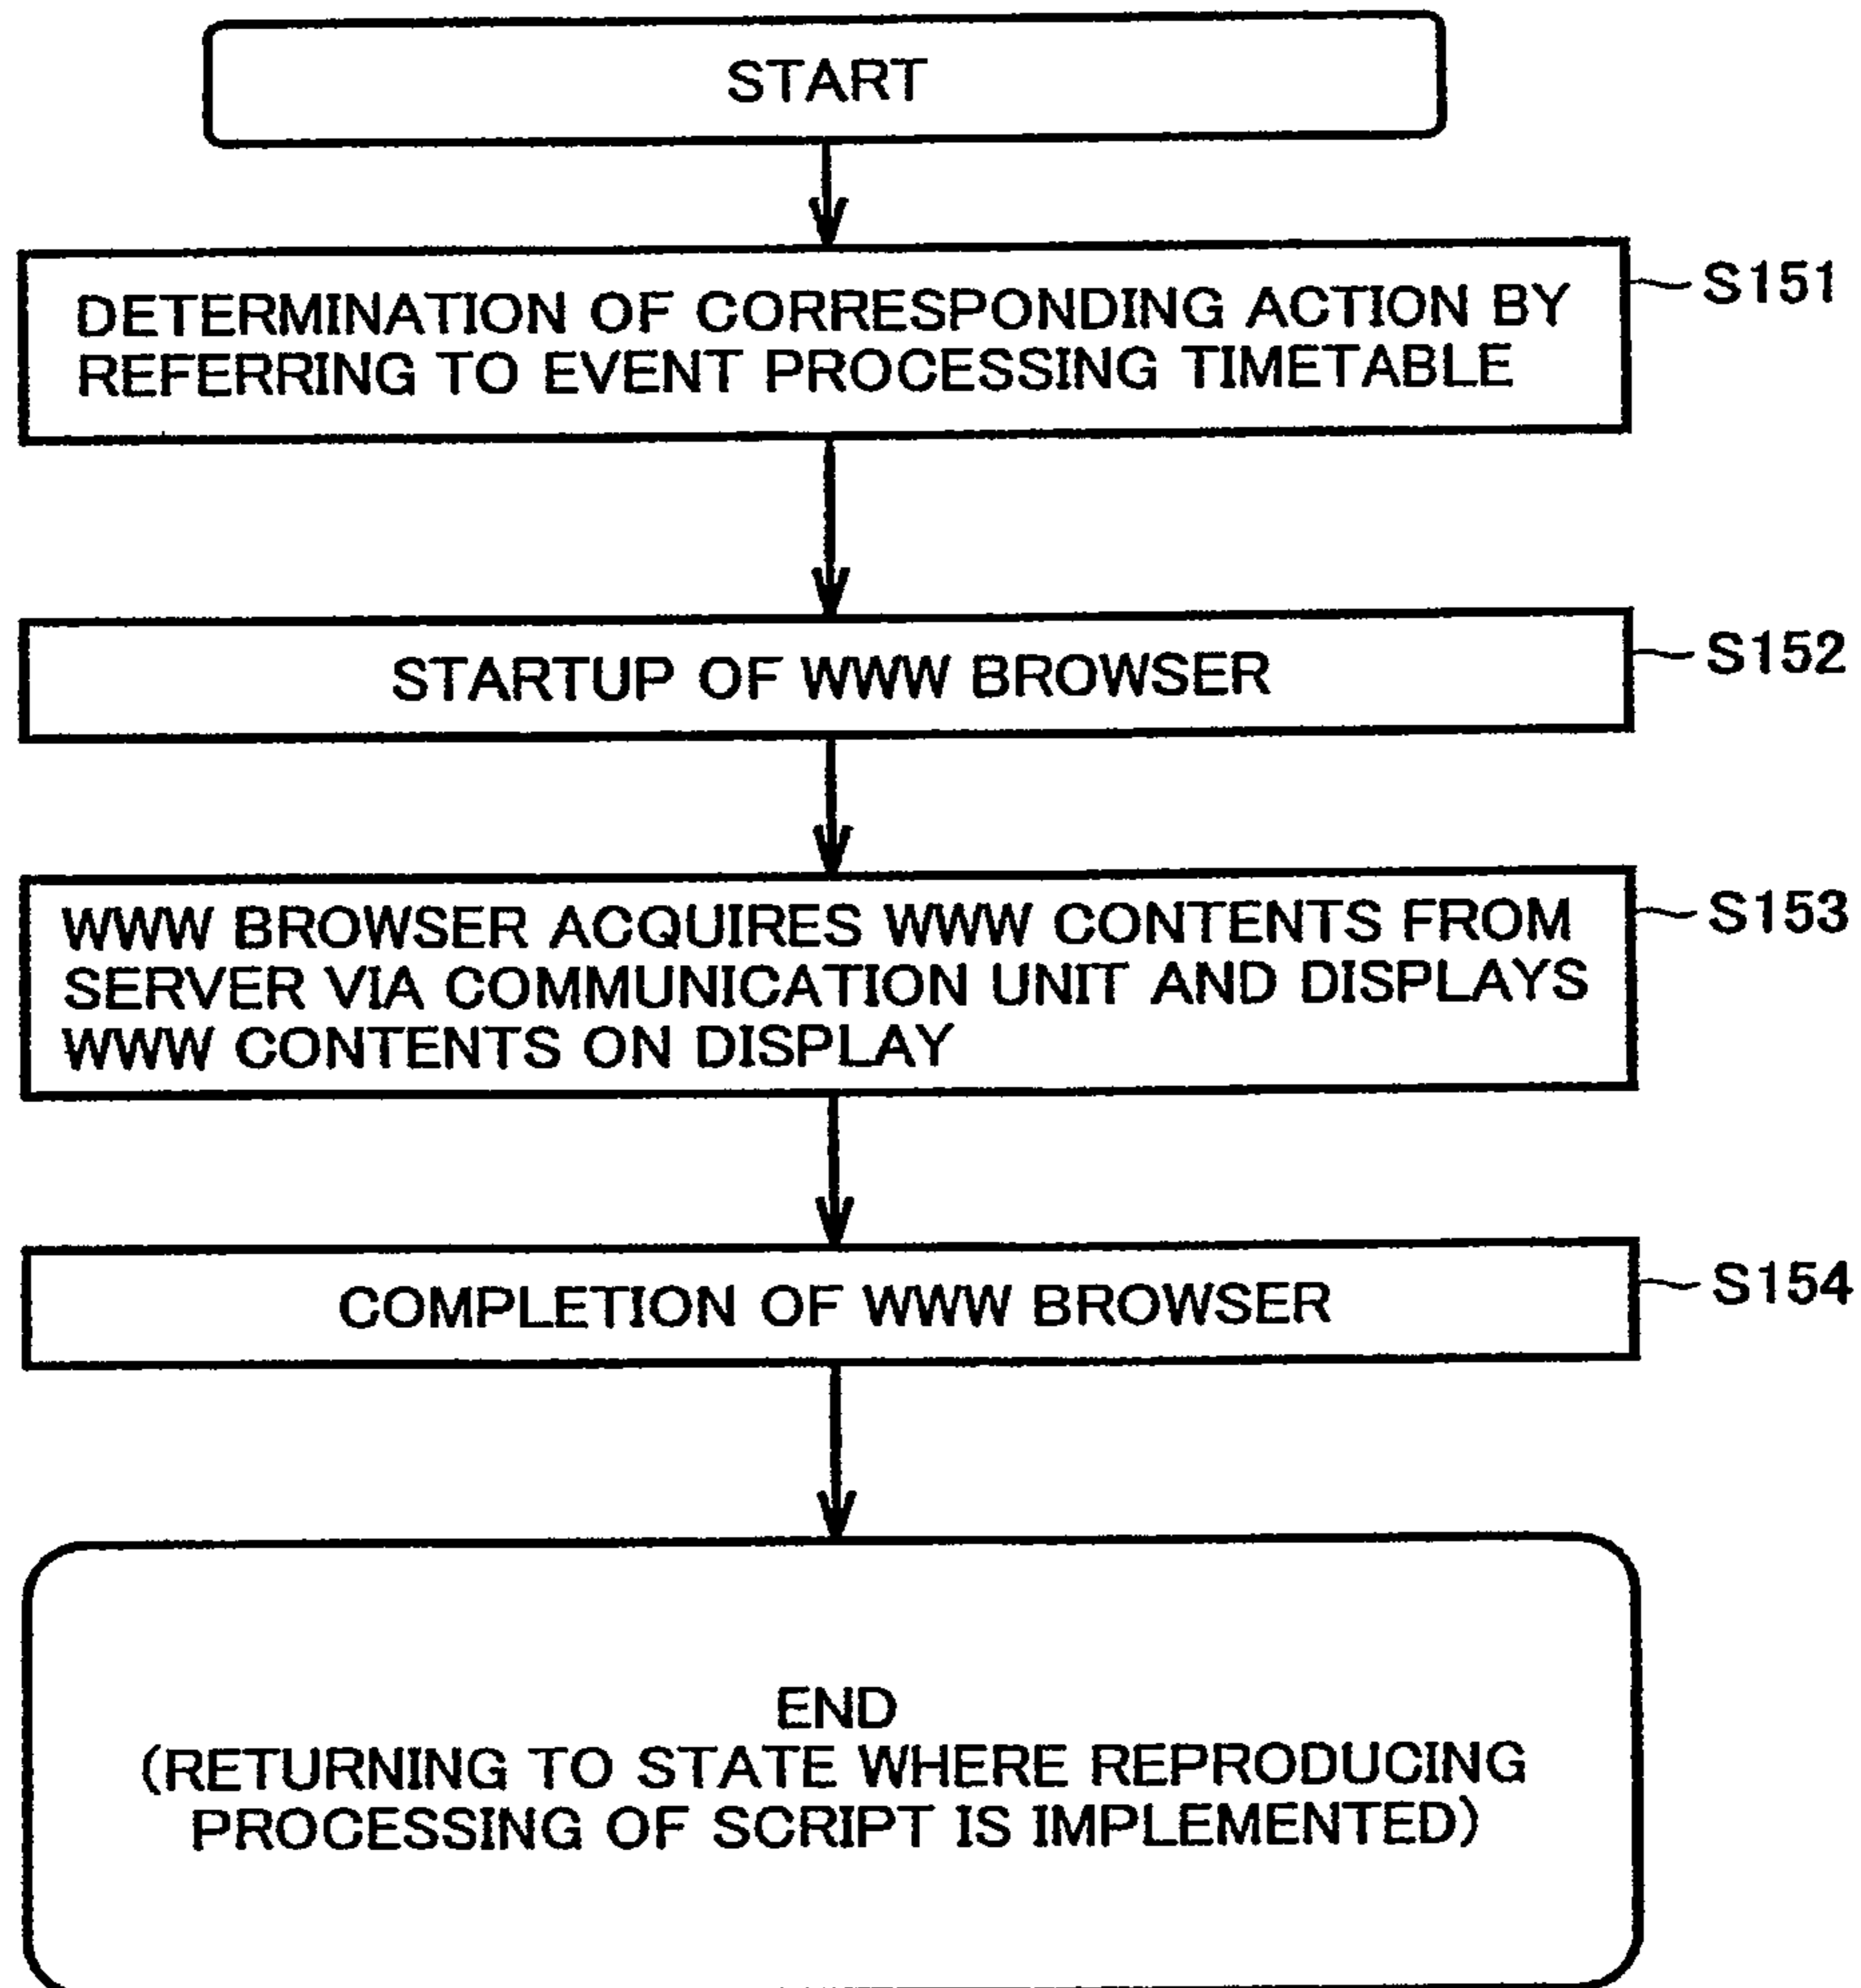 START
DETERMINATION OF CORRESPONDING ACTION BY
REFERRING TO EVENT PROCESSING TIMETABLE
S151
STARTUP OF WWW BROWSER
S152
WWW BROWSER ACQUIRES WWW CONTENTS FROM
SERVER VIA COMMUNICATION UNIT AND DISPLAYS
WWW CONTENTS ON DISPLAY
S153
COMPLETION OF WWW BROWSER
S154
END
(RETURNING TO STATE WHERE REPRODUCING
PROCESSING OF SCRIPT IS IMPLEMENTED)